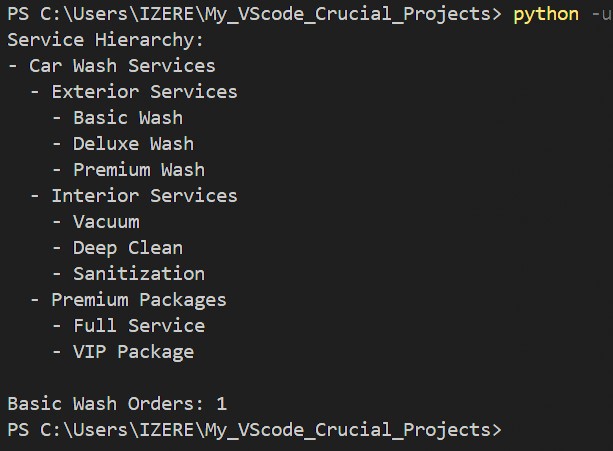 PS C:\Users\IZERE\My_VScode_Crucial_Projects> python -u
Service Hierarchy:
- Car Wash Services
  - Exterior Services
    - Basic Wash
    - Deluxe Wash
    - Premium Wash
  - Interior Services
    - Vacuum
    - Deep Clean
    - Sanitization
  - Premium Packages
    - Full Service
    - VIP Package

Basic Wash Orders: 1
PS C:\Users\IZERE\My_VScode_Crucial_Projects>